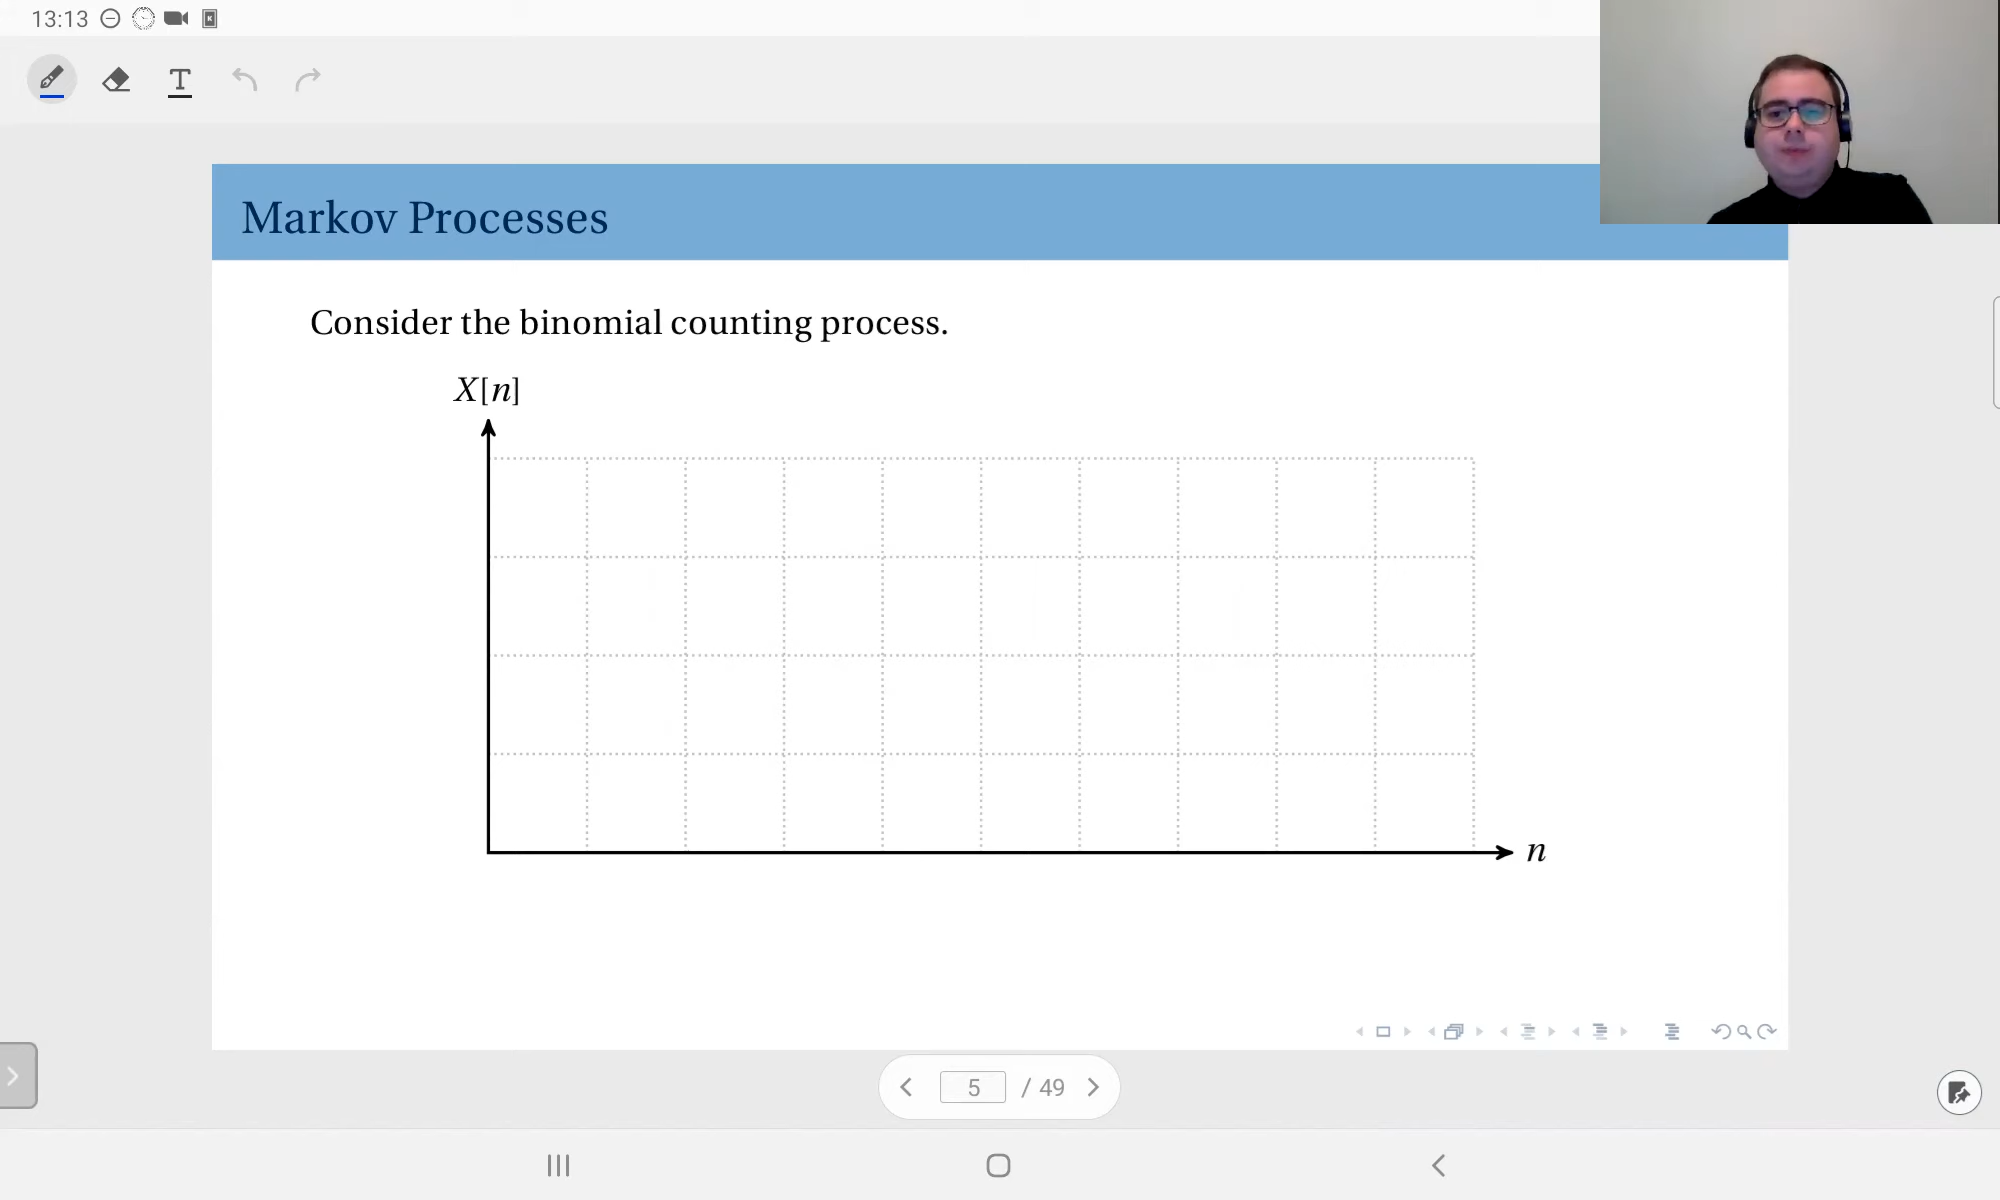 13:13
Markov Processes
Consider the binomial counting process.
X[n]
n
5 / 49